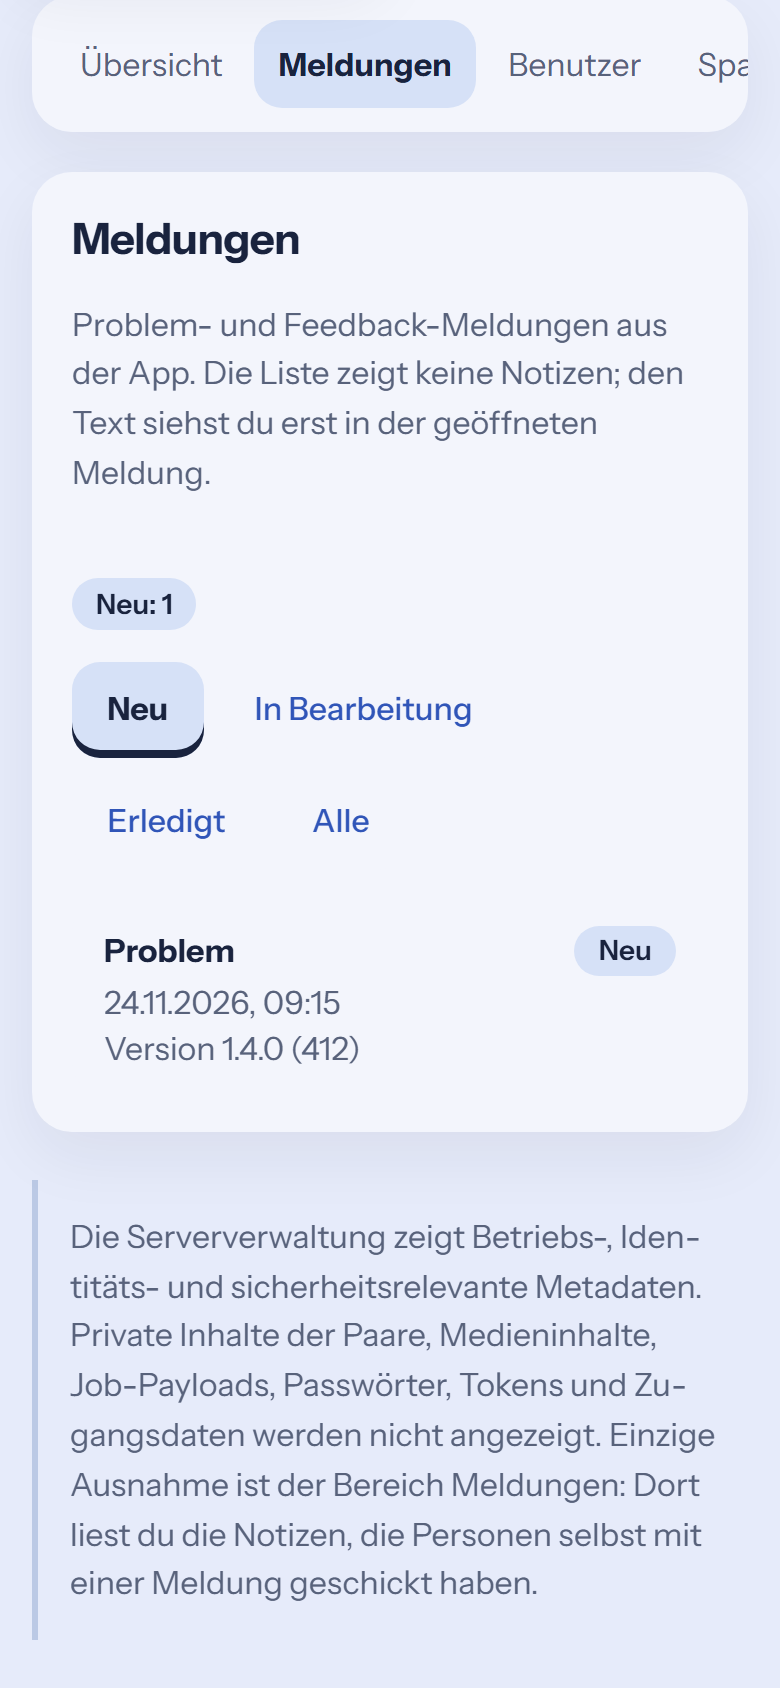 Übersicht Meldungen Benutzer Spa
Meldungen
Problem- und Feedback-Meldungen aus
der App. Die Liste zeigt keine Notizen; den
Text siehst du erst in der geöffneten
Meldung.
Neu: 1
Neu In Bearbeitung
Erledigt Alle
Problem Neu
24.11.2026, 09:15
Version 1.4.0 (412)
Die Serververwaltung zeigt Betriebs-, Iden-
titäts- und sicherheitsrelevante Metadaten.
Private Inhalte der Paare, Medieninhalte,
Job-Payloads, Passwörter, Tokens und Zu-
gangsdaten werden nicht angezeigt. Einzige
Ausnahme ist der Bereich Meldungen: Dort
liest du die Notizen, die Personen selbst mit
einer Meldung geschickt haben.